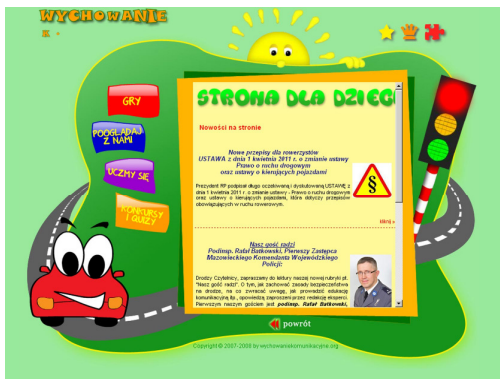 WYCHOWANIE
K -
GRY
POOGLĄDAJ
Z NAMI
UCZMY SIĘ
KONKURSY
I QUIZY
STRONA DLA DZIECI
Nowości na stronie
Nowe przepisy dla rowerzystów
USTAWA z dnia 1 kwietnia 2011 r. o zmianie ustawy
Prawo o ruchu drogowym
oraz ustawy o kierujących pojazdami
§
Prezydent RP podpisał długo oczekiwaną i dyskutowaną USTAWĘ z
dnia 1 kwietnia 2011 r. o zmianie ustawy - Prawo o ruchu drogowym
oraz ustawy o kierujących pojazdami, która dotyczy przepisów
obowiązujących w ruchu rowerowym.
kliknij »
Nasz gość radzi
Podinsp. Rafał Batkowski, Pierwszy Zastępca
Mazowieckiego Komendanta Wojewódzkiego
Policji:
Drodzy Czytelnicy, zapraszamy do lektury naszej nowej rubryki pt.
"Nasz gość radzi". O tym, jak zachować zasady bezpieczeństwa
na drodze, na co zwracać uwagę, jak prowadzić edukację
komunikacyjną itp., opowiedzą zaproszeni przez redakcję eksperci.
Pierwszym naszym gościem jest podinsp. Rafał Batkowski,
powrót
Copyright © 2007-2009 by wychowaniekomunikacyjne.org